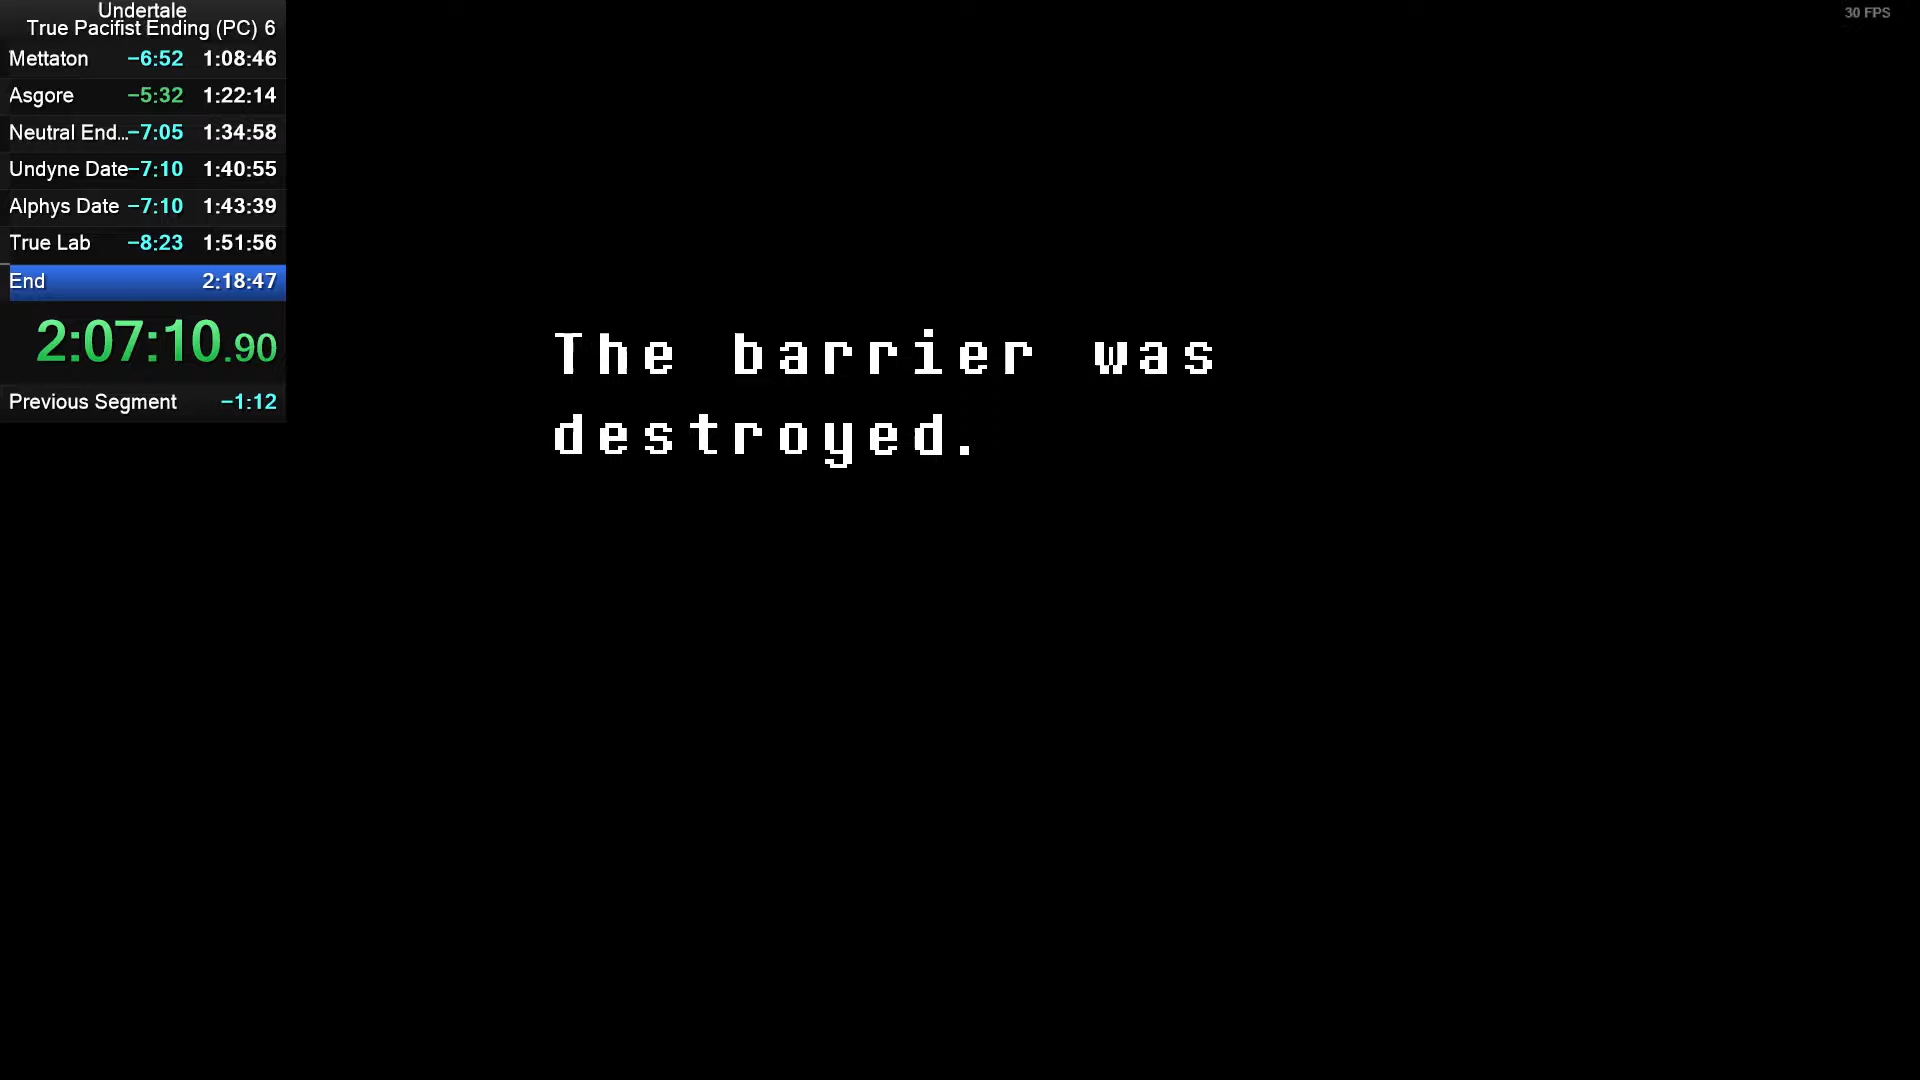 Undertale
True Pacifist Ending (PC) 6
Mettaton −6:52 1:08:46
Asgore −5:32 1:22:14
Neutral End... −7:05 1:34:58
Undyne Date −7:10 1:40:55
Alphys Date −7:10 1:43:39
True Lab −8:23 1:51:56
End 2:18:47
2:07:10.90
Previous Segment −1:12
30 FPS
The barrier was
destroyed.